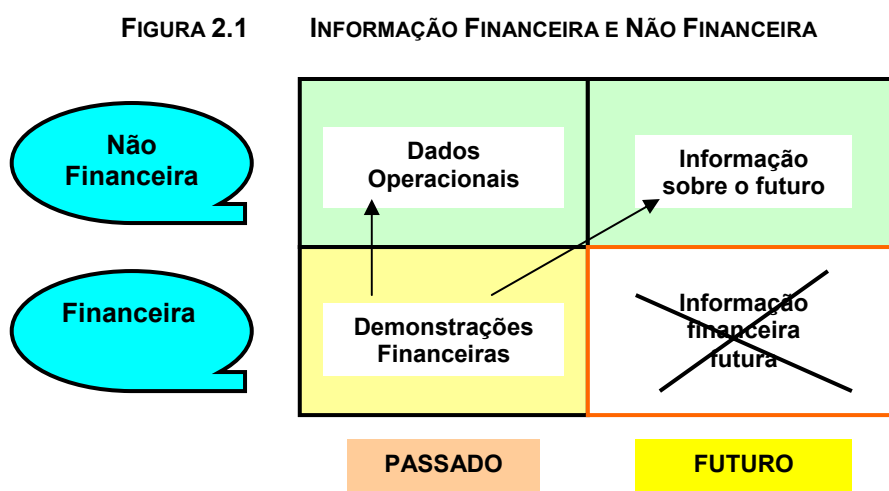 FIGURA 2.1 INFORMAÇÃO FINANCEIRA E NÃO FINANCEIRA
Não
Financeira
Dados
Operacionais
Informação
sobre o futuro
Financeira
Demonstrações
Financeiras
Informação
financeira
futura
PASSADO
FUTURO